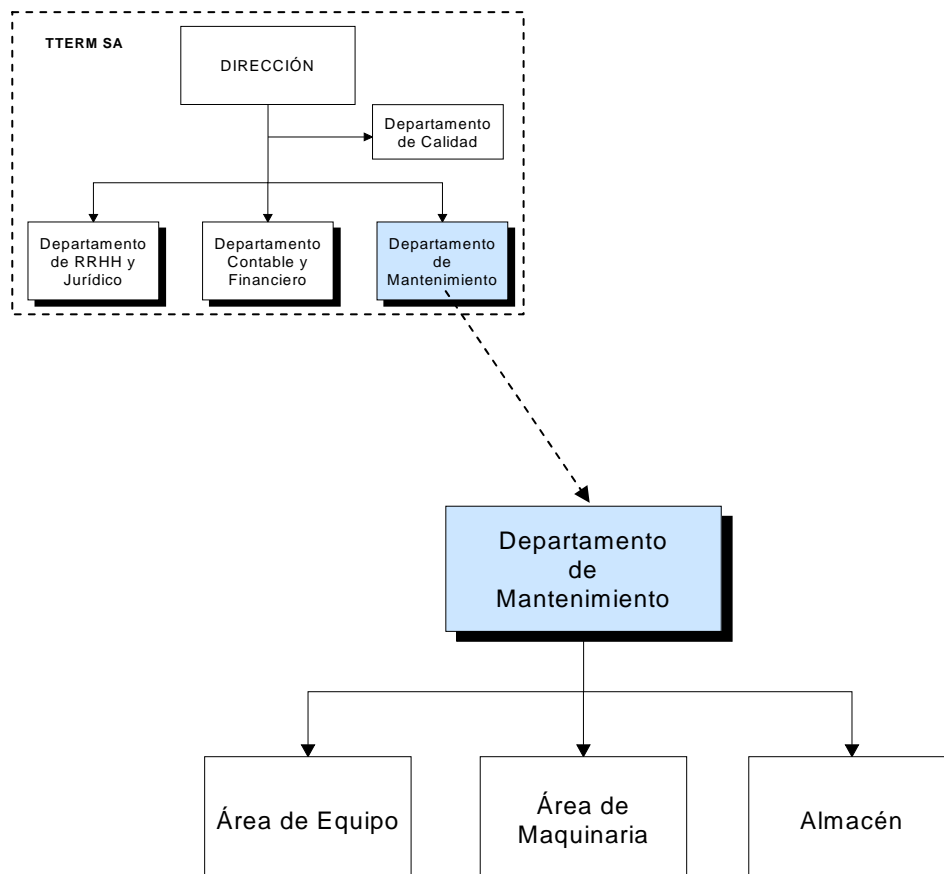 TTERM SA
DIRECCIÓN
Departamento
de Calidad
Departamento
de RRHH y
Jurídico
Departamento
Contable y
Financiero
Departamento
de
Mantenimiento
Departamento
de
Mantenimiento
Área de Equipo
Área de
Maquinaria
Almacén